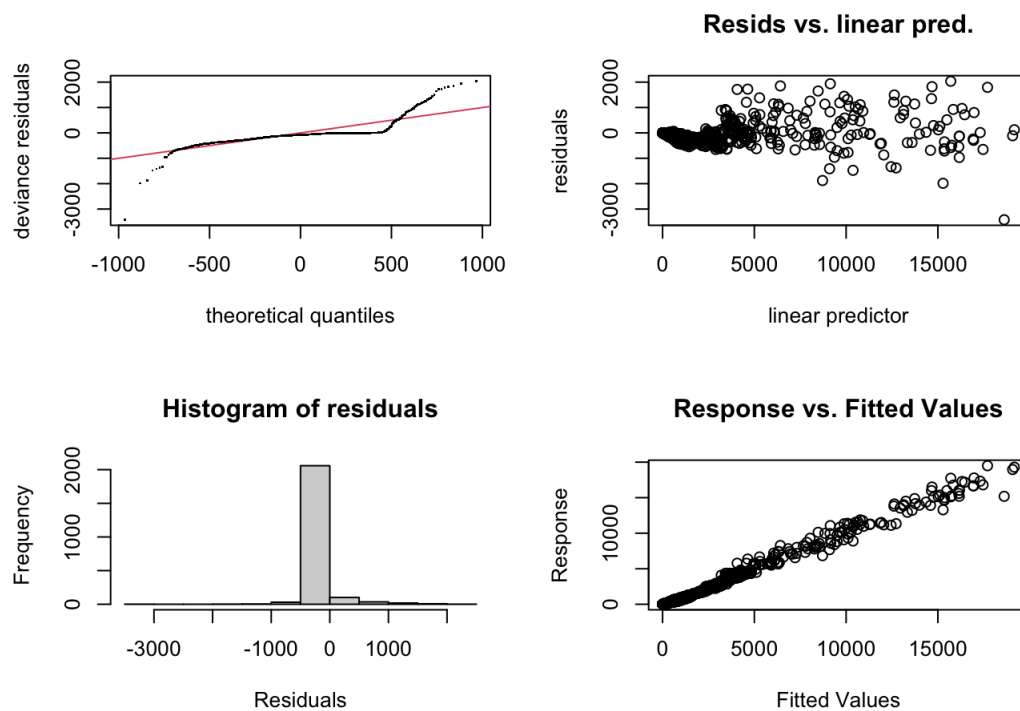 deviance residuals
2000
0
-3000
-1000
-500
0
500
1000
theoretical quantiles
Resids vs. linear pred.
residuals
2000
0
-3000
0
5000
10000
15000
linear predictor
Histogram of residuals
Frequency
2000
1000
0
-3000
-1000
0
1000
Residuals
Response vs. Fitted Values
Response
10000
0
0
5000
10000
15000
Fitted Values